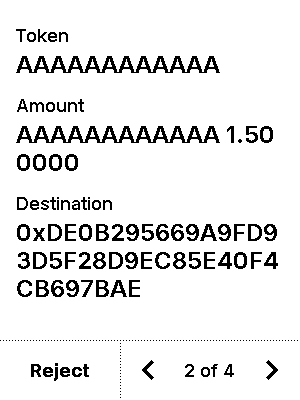 Token
AAAAAAAAAAAA
Amount
AAAAAAAAAAAA 1.50
0000
Destination
0xDE0B295669A9FD9
3D5F28D9EC85E40F4
CB697BAE
Reject
2 of 4